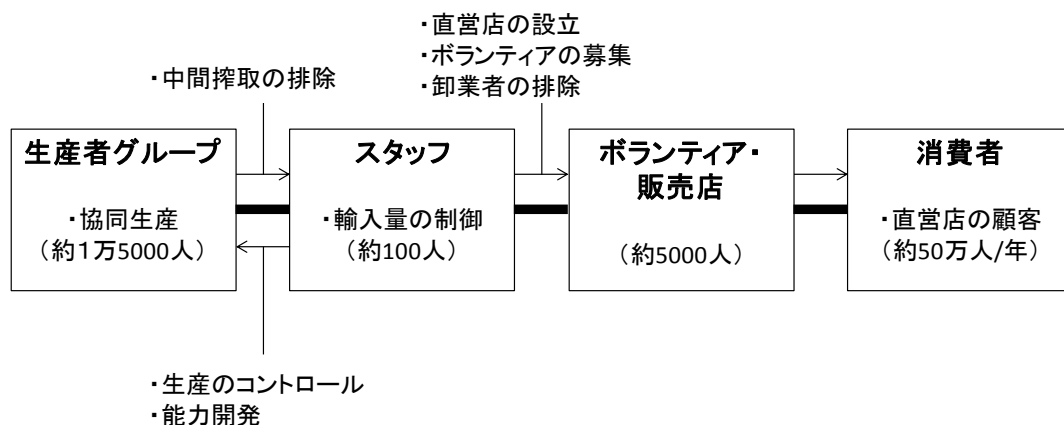 ・直営店の設立
・ボランティアの募集
・卸業者の排除
・中間搾取の排除
生産者グループ
・協同生産
（約１万5000人）
スタッフ
・輸入量の制御
（約100人）
ボランティア・
販売店
（約5000人）
消費者
・直営店の顧客
（約50万人/年）
・生産のコントロール
・能力開発